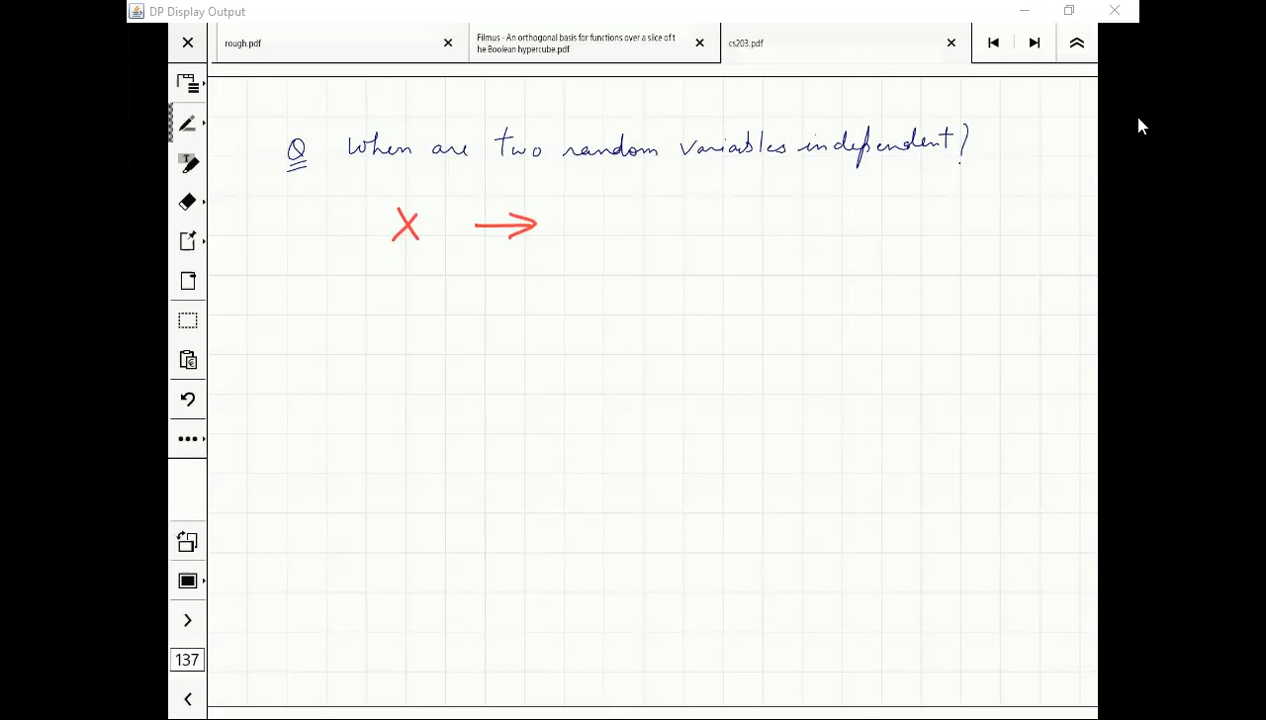 DP Display Output
rough.pdf
Filmus - An orthogonal basis for functions over a slice of t
he Boolean hypercube.pdf
cs203.pdf
Q When are two random variables independent?
X →
137